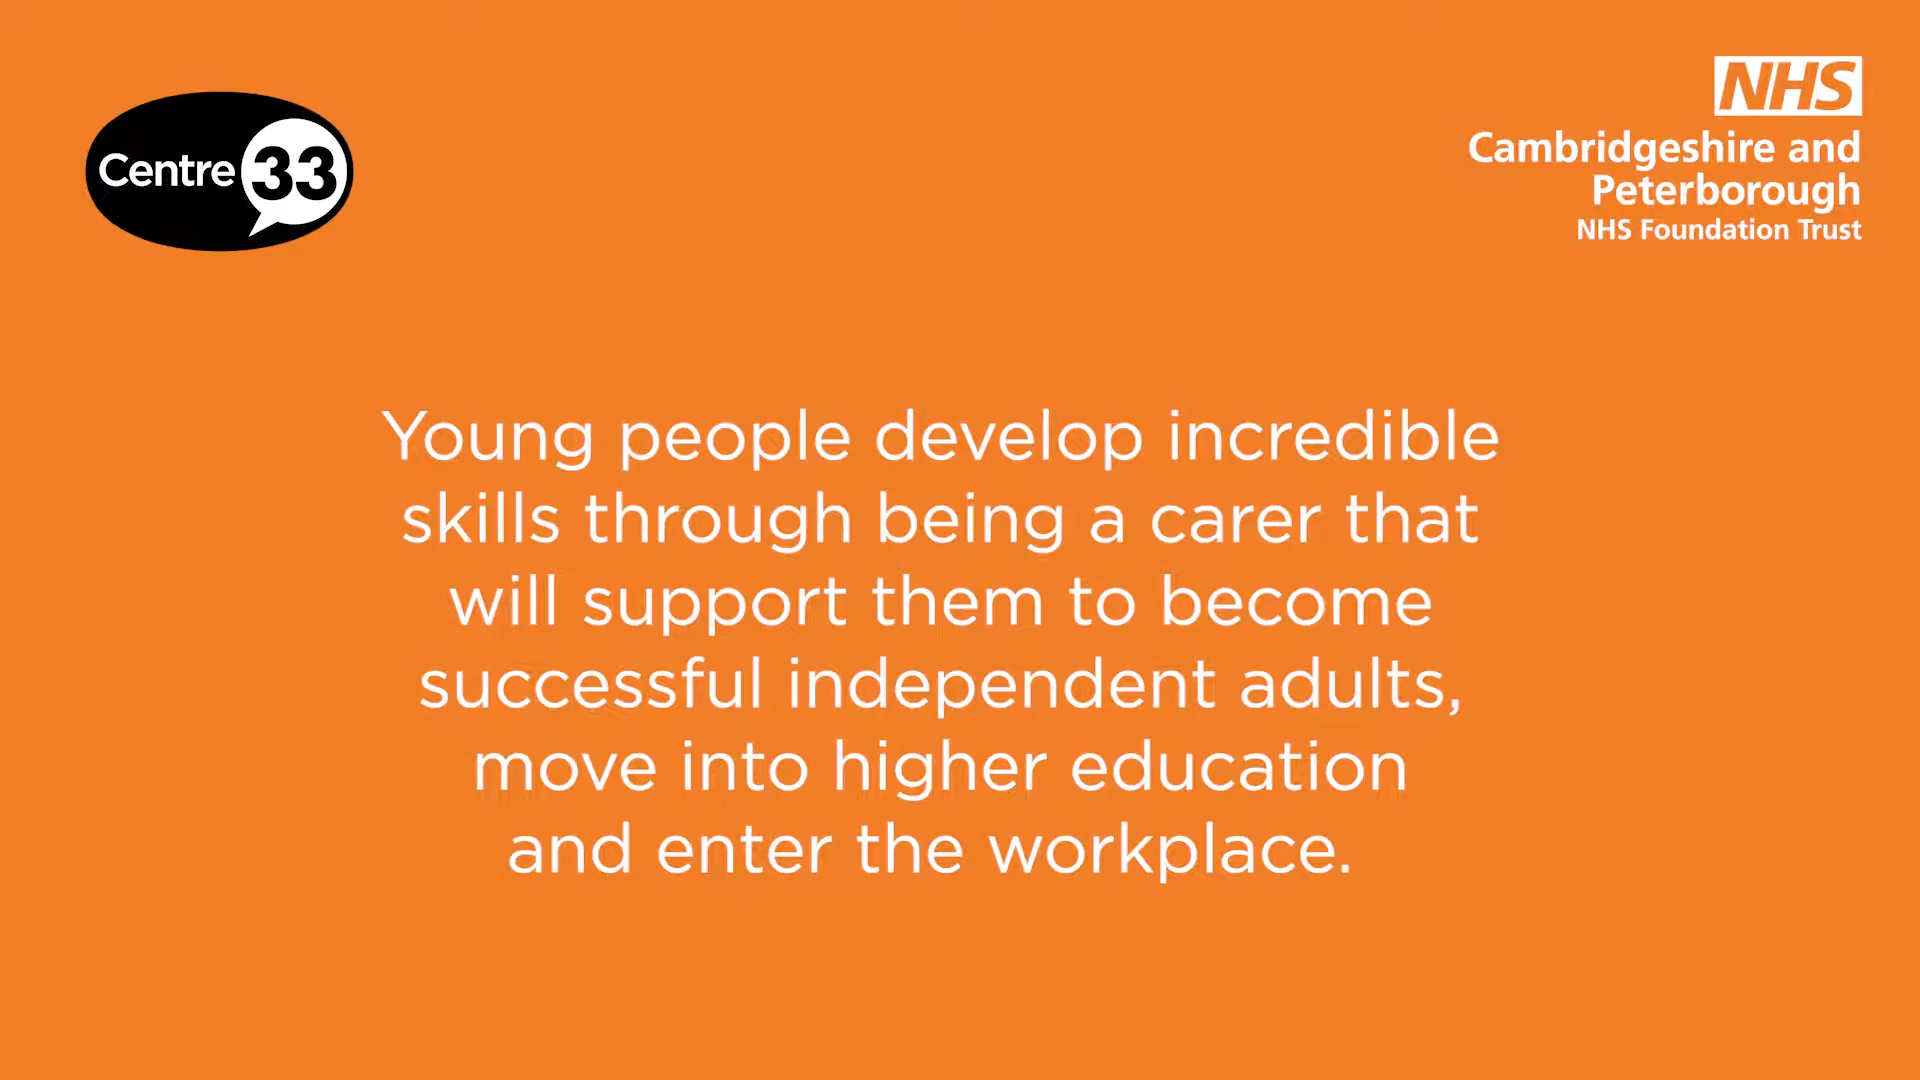 Centre 33
NHS
Cambridgeshire and
Peterborough
NHS Foundation Trust
Young people develop incredible
skills through being a carer that
will support them to become
successful independent adults,
move into higher education
and enter the workplace.